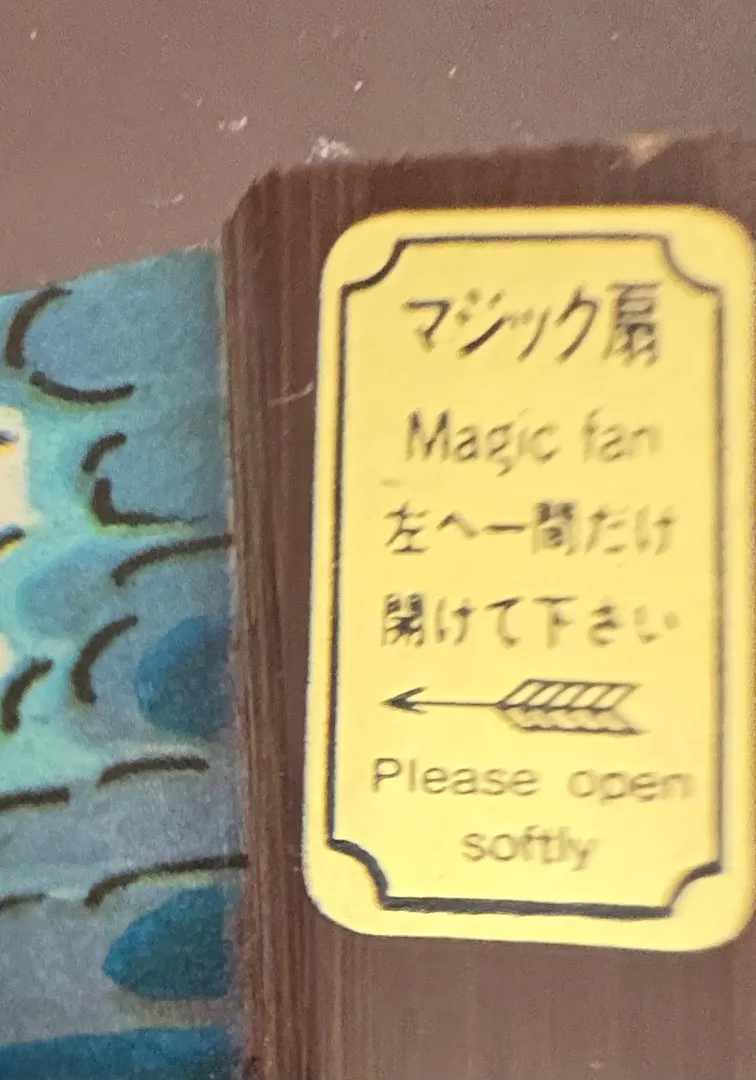 マジック扇
Magic fan
左へ一間だけ
開けて下さい
Please open
softly